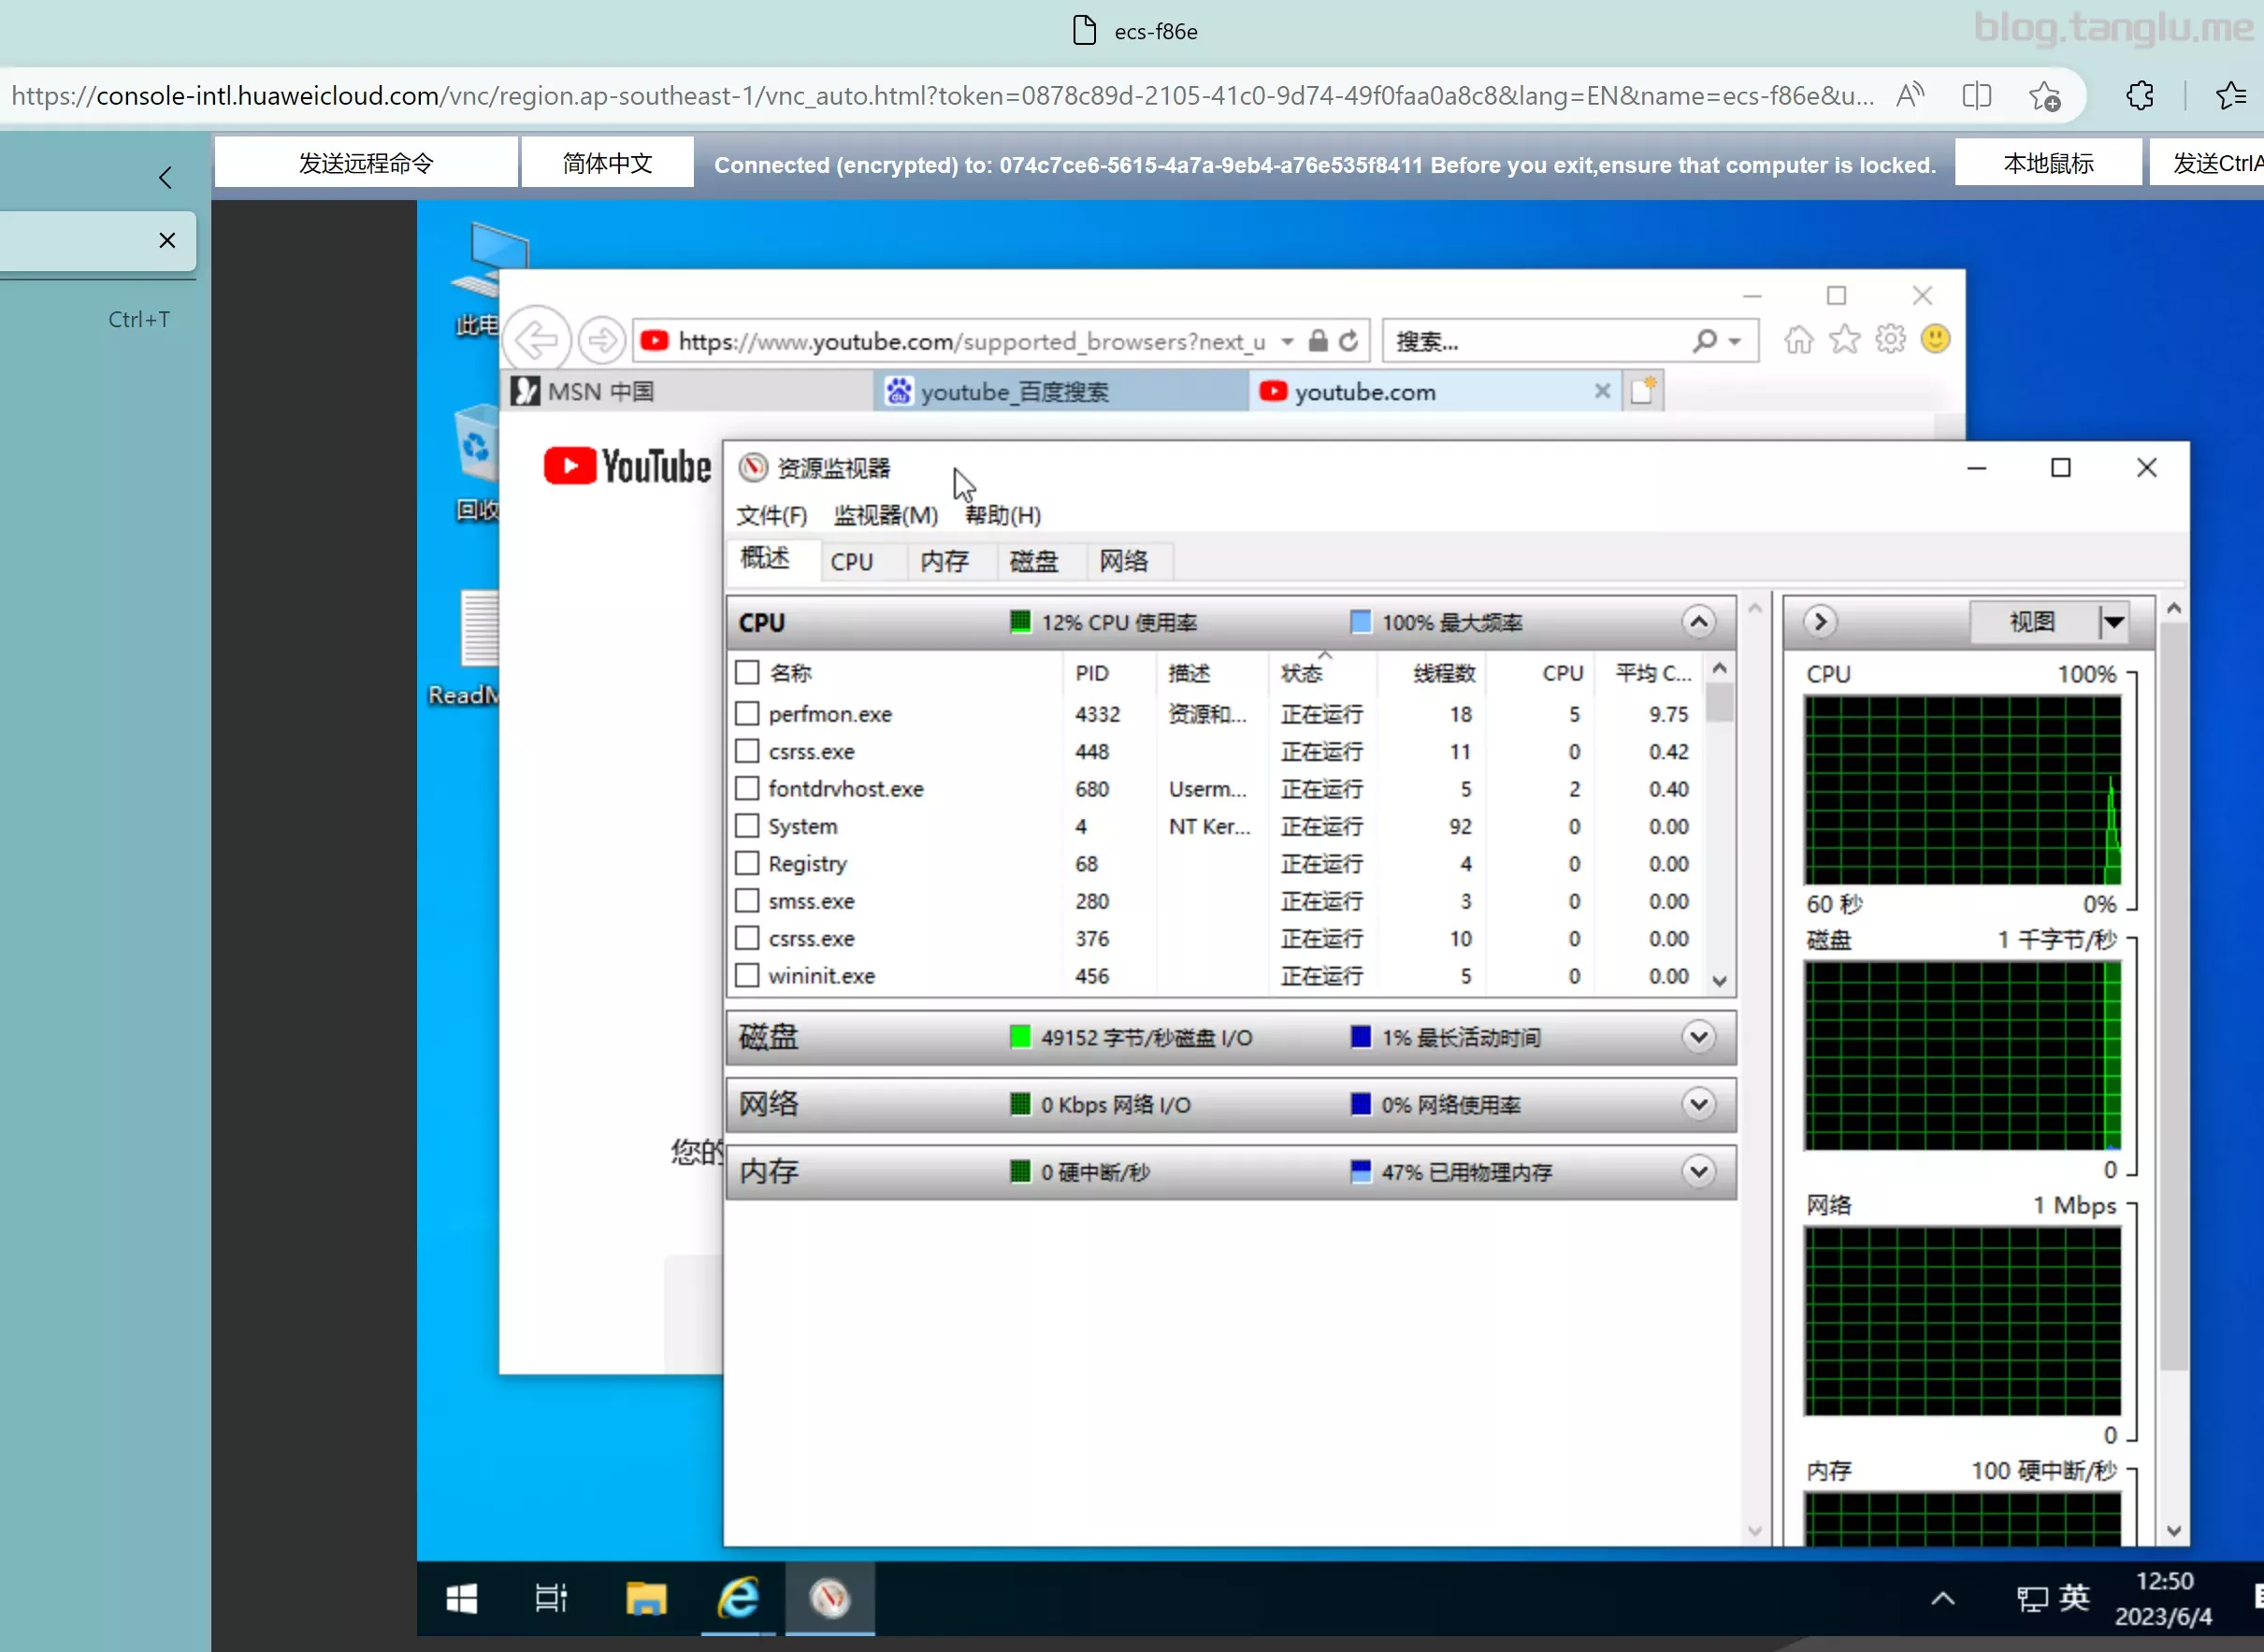 ecs-f86e
blog.tanglu.me
https://console-intl.huaweicloud.com/vnc/region.ap-southeast-1/vnc_auto.html?token=0878c89d-2105-41c0-9d74-49f0faa0a8c8&lang=EN&name=ecs-f86e&u...
发送远程命令
简体中文
Connected (encrypted) to: 074c7ce6-5615-4a7a-9eb4-a76e535f8411 Before you exit,ensure that computer is locked.
本地鼠标
发送CtrlA
Ctrl+T
此电
回收
ReadM
https://www.youtube.com/supported_browsers?next_u
搜索...
MSN 中国
youtube_百度搜索
youtube.com
YouTube
您的
资源监视器
文件(F) 监视器(M) 帮助(H)
概述 CPU 内存 磁盘 网络
CPU 12% CPU 使用率 100% 最大频率
名称 PID 描述 状态 线程数 CPU 平均 C...
perfmon.exe 4332 资源和... 正在运行 18 5 9.75
csrss.exe 448 正在运行 11 0 0.42
fontdrvhost.exe 680 Userm... 正在运行 5 2 0.40
System 4 NT Ker... 正在运行 92 0 0.00
Registry 68 正在运行 4 0 0.00
smss.exe 280 正在运行 3 0 0.00
csrss.exe 376 正在运行 10 0 0.00
wininit.exe 456 正在运行 5 0 0.00
磁盘 49152 字节/秒磁盘 I/O 1% 最长活动时间
网络 0 Kbps 网络 I/O 0% 网络使用率
内存 0 硬中断/秒 47% 已用物理内存
视图
CPU 100%
60 秒 0%
磁盘 1 千字节/秒
0
网络 1 Mbps
0
内存 100 硬中断/秒
英
12:50
2023/6/4